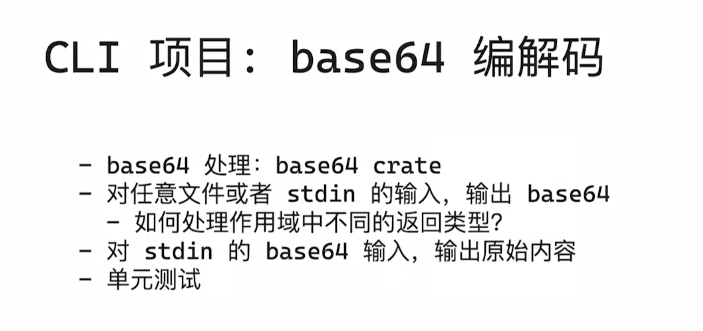 CLI 项目: base64 编解码
- base64 处理: base64 crate
- 对任意文件或者 stdin 的输入, 输出 base64
- 如何处理作用域中不同的返回类型?
- 对 stdin 的 base64 输入, 输出原始内容
- 单元测试